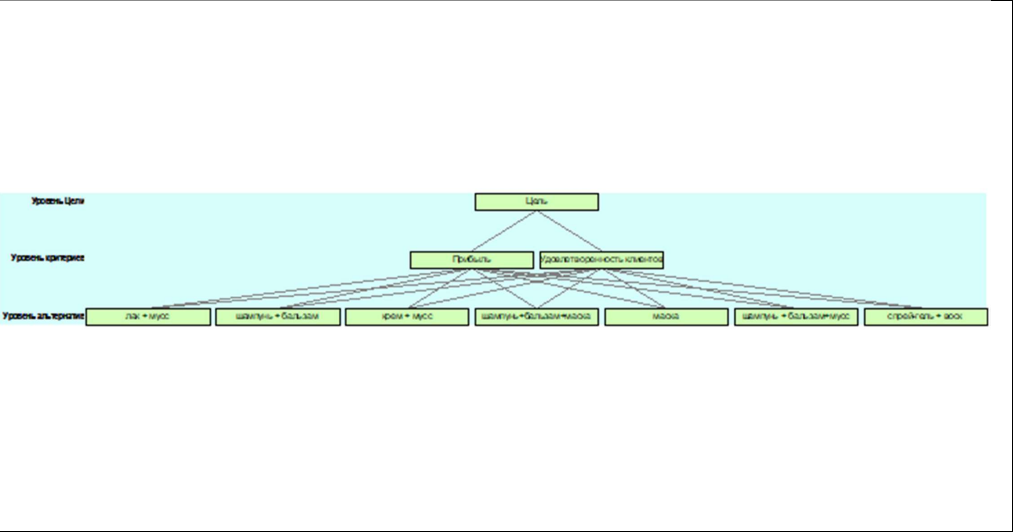 Уровень Цели
Цель
Уровень критериев
Прибыль
Удовлетворенность клиентов
Уровень альтернатив
лак + мусс
шампунь + бальзам
крем + мусс
шампунь+бальзам+маска
маска
шампунь + бальзам+мусс
спрей-гель + воск